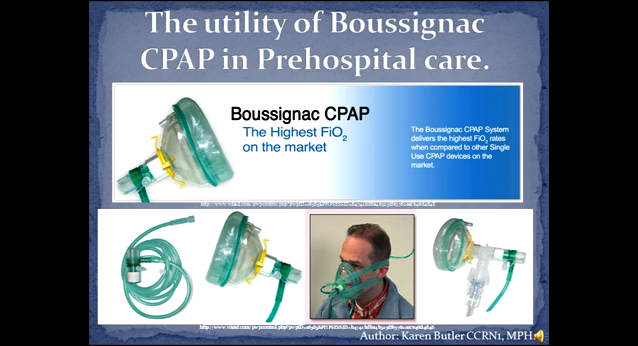 The utility of Boussignac
CPAP in Prehospital care.
Boussignac CPAP
The Highest FiO2
on the market
The Boussignac CPAP System
delivers the highest FiO2 rates
when compared to other Single
Use CPAP devices on the
market.
Author: Karen Butler CCRN1, MPH